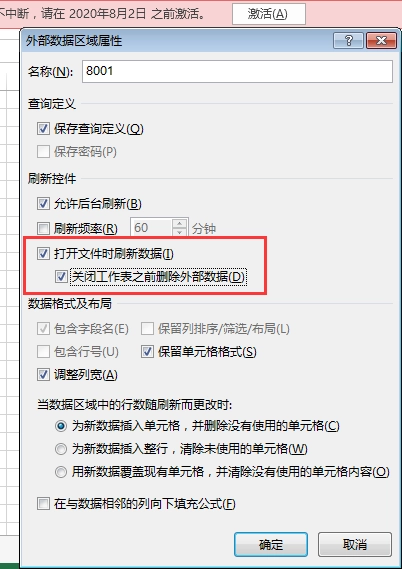 不中断，请在 2020年8月2日 之前激活。 激活(A)
外部数据区域属性
名称(N): 8001
查询定义
保存查询定义(Q)
保存密码(P)
刷新控件
允许后台刷新(B)
刷新频率(R) 60 分钟
打开文件时刷新数据(I)
关闭工作表之前删除外部数据(D)
数据格式及布局
包含字段名(E) 保留列排序/筛选/布局(L)
包含行号(U) 保留单元格格式(S)
调整列宽(A)
当数据区域中的行数随刷新而更改时:
为新数据插入单元格，并删除没有使用的单元格(C)
为新数据插入整行，清除未使用的单元格(W)
用新数据覆盖现有单元格，并清除没有使用的单元格内容(O)
在与数据相邻的列向下填充公式(F)
确定 取消